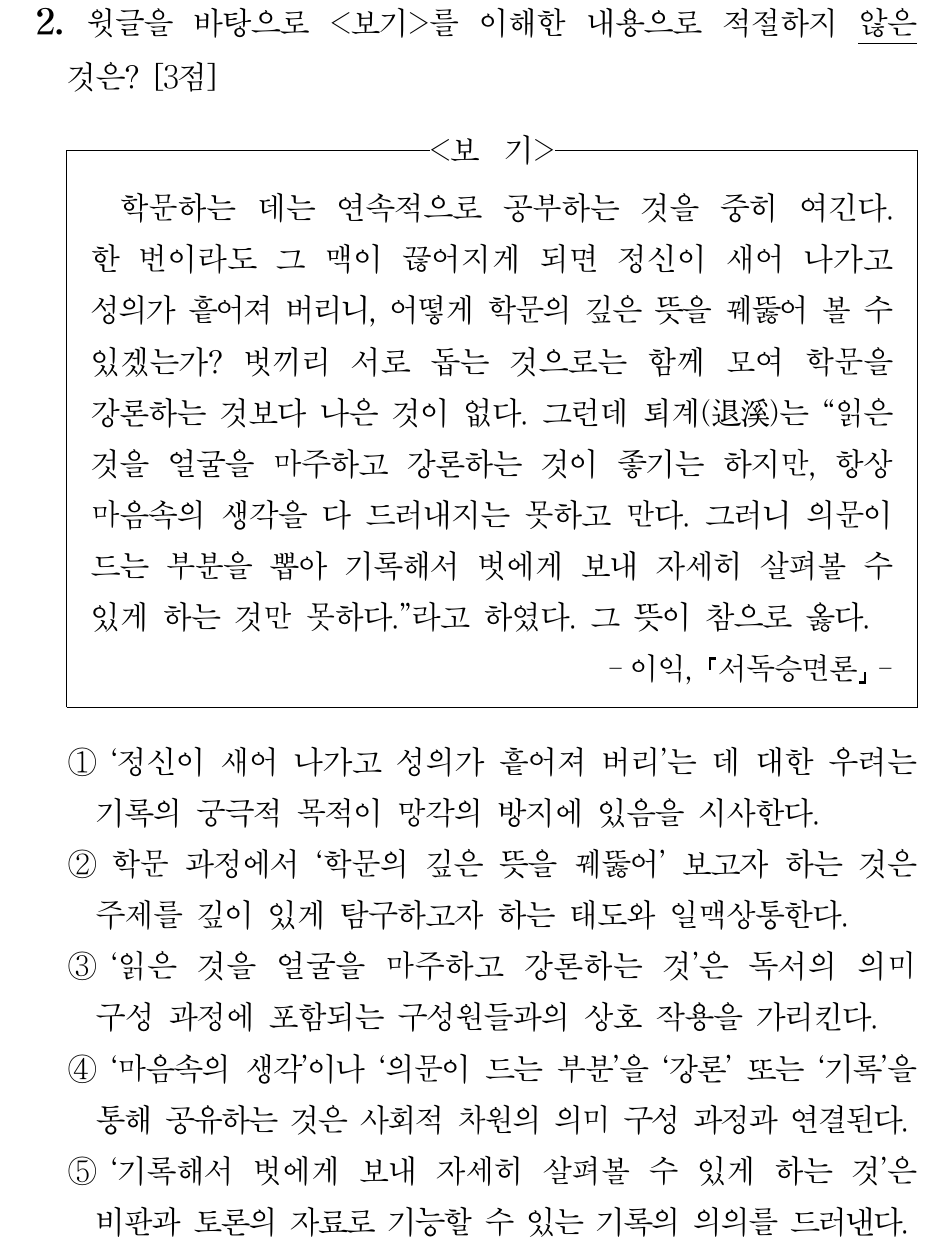 2. 윗글을 바탕으로 <보기>를 이해한 내용으로 적절하지 않은
것은? [3점]
<보 기>
학문하는 데는 연속적으로 공부하는 것을 중히 여긴다.
한 번이라도 그 맥이 끊어지게 되면 정신이 새어 나가고
성의가 흩어져 버리니, 어떻게 학문의 깊은 뜻을 꿰뚫어 볼 수
있겠는가? 벗끼리 서로 돕는 것으로는 함께 모여 학문을
강론하는 것보다 나은 것이 없다. 그런데 퇴계(退溪)는 “읽은
것을 얼굴을 마주하고 강론하는 것이 좋기는 하지만, 항상
마음속의 생각을 다 드러내지는 못하고 만다. 그러니 의문이
드는 부분을 뽑아 기록해서 벗에게 보내 자세히 살펴볼 수
있게 하는 것만 못하다.”라고 하였다. 그 뜻이 참으로 옳다.
- 이익, 『서독승면론』 -
① ‘정신이 새어 나가고 성의가 흩어져 버리’는 데 대한 우려는
기록의 궁극적 목적이 망각의 방지에 있음을 시사한다.
② 학문 과정에서 ‘학문의 깊은 뜻을 꿰뚫어’ 보고자 하는 것은
주제를 깊이 있게 탐구하고자 하는 태도와 일맥상통한다.
③ ‘읽은 것을 얼굴을 마주하고 강론하는 것’은 독서의 의미
구성 과정에 포함되는 구성원들과의 상호 작용을 가리킨다.
④ ‘마음속의 생각’이나 ‘의문이 드는 부분’을 ‘강론’ 또는 ‘기록’을
통해 공유하는 것은 사회적 차원의 의미 구성 과정과 연결된다.
⑤ ‘기록해서 벗에게 보내 자세히 살펴볼 수 있게 하는 것’은
비판과 토론의 자료로 기능할 수 있는 기록의 의의를 드러낸다.